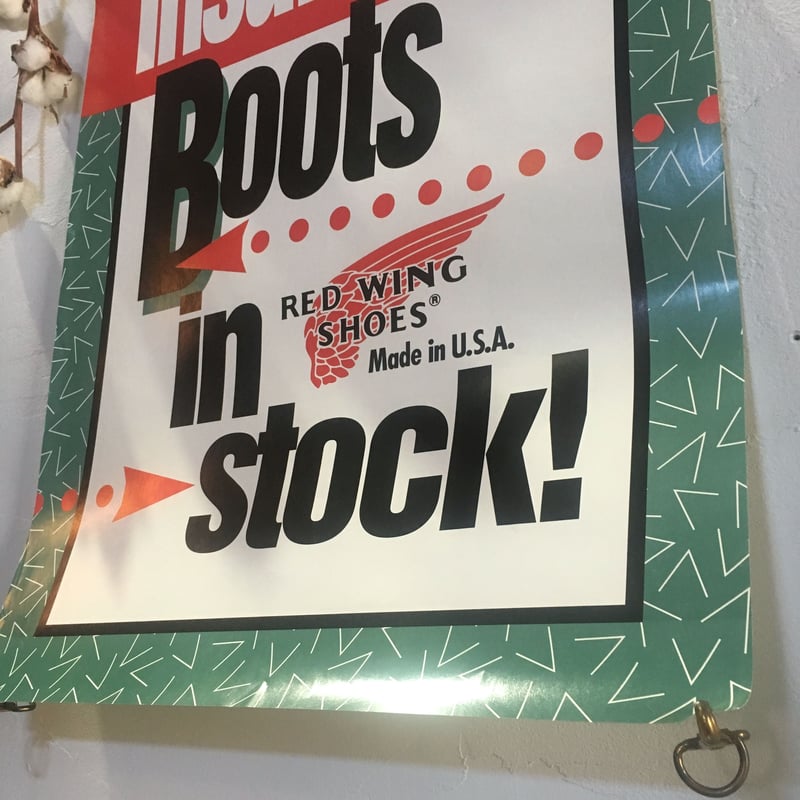 Boots
RED WING
SHOES®
Made in U.S.A.
in
stock!